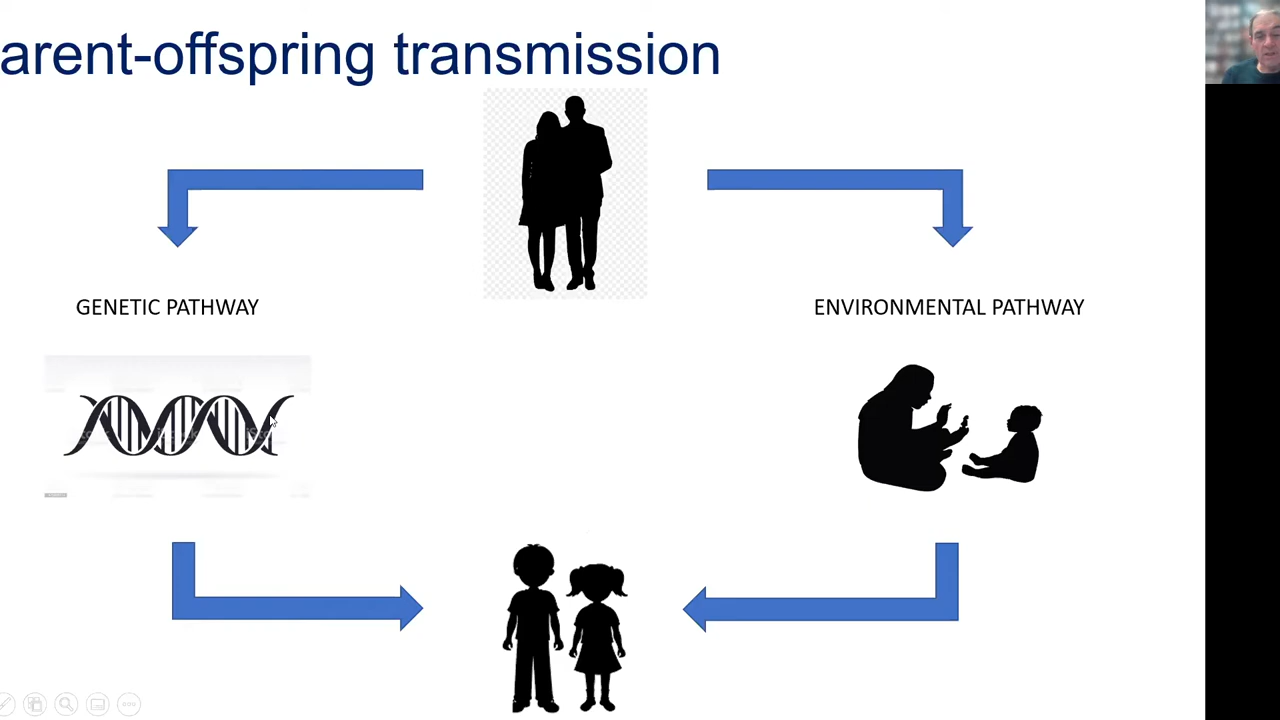 arent-offspring transmission
GENETIC PATHWAY
ENVIRONMENTAL PATHWAY